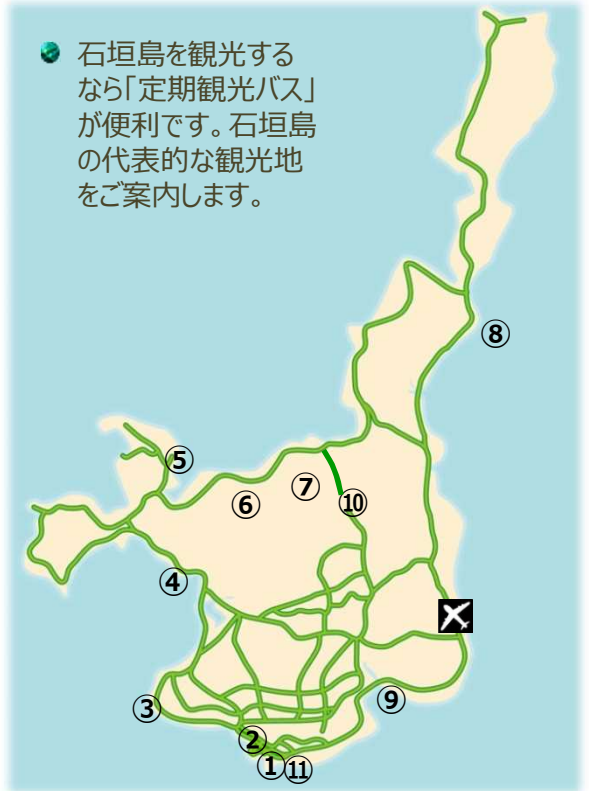 石垣島を観光する
なら「定期観光バス」
が便利です。石垣島
の代表的な観光地
をご案内します。
⑧
⑤
⑦
⑥
⑩
④
③
⑨
②
①
⑪